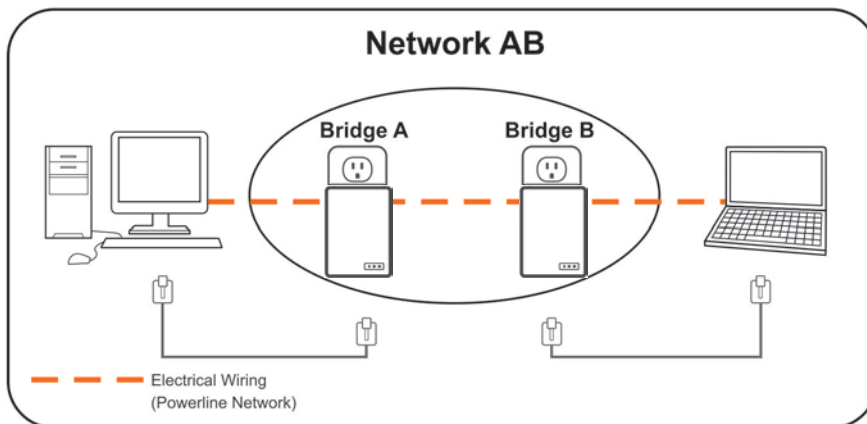 Network AB
Bridge A
Bridge B
Electrical Wiring
(Powerline Network)